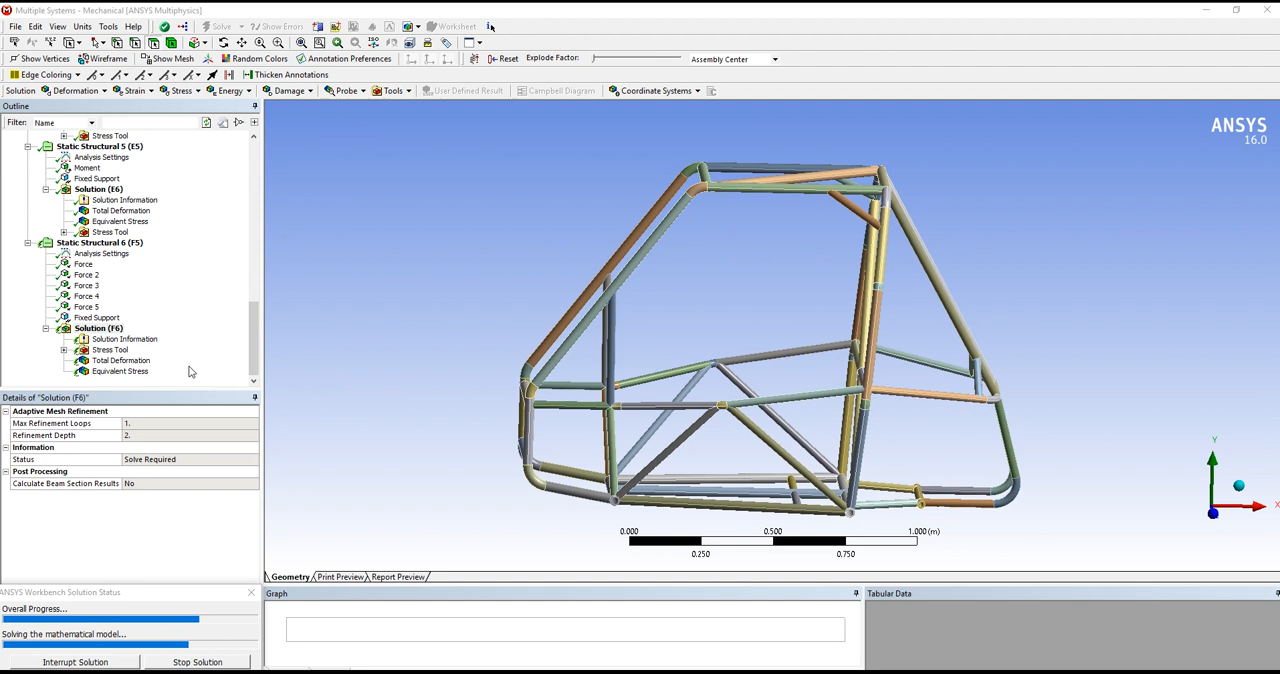 Multiple Systems - Mechanical [ANSYS Multiphysics]
File Edit View Units Tools Help Solve Show Errors Worksheet
Show Vertices Wireframe Show Mesh Random Colors Annotation Preferences Reset Explode Factor: Assembly Center
Edge Coloring Thicken Annotations
Solution Deformation Strain Stress Energy Damage Probe Tools User Defined Result Campbell Diagram Coordinate Systems
Outline
Filter: Name
Stress Tool
Static Structural 5 (E5)
Analysis Settings
Moment
Fixed Support
Solution (E6)
Solution Information
Total Deformation
Equivalent Stress
Stress Tool
Static Structural 6 (F5)
Analysis Settings
Force
Force 2
Force 3
Force 4
Force 5
Fixed Support
Solution (F6)
Solution Information
Stress Tool
Total Deformation
Equivalent Stress
Details of "Solution (F6)"
Adaptive Mesh Refinement
Max Refinement Loops 1.
Refinement Depth 2.
Information
Status Solve Required
Post Processing
Calculate Beam Section Results No
ANSYS Workbench Solution Status
Overall Progress...
Solving the mathematical model...
Interrupt Solution Stop Solution
ANSYS
16.0
Y
X
0.000 0.500 1.000 (m)
0.250 0.750
Geometry Print Preview Report Preview
Graph
Tabular Data